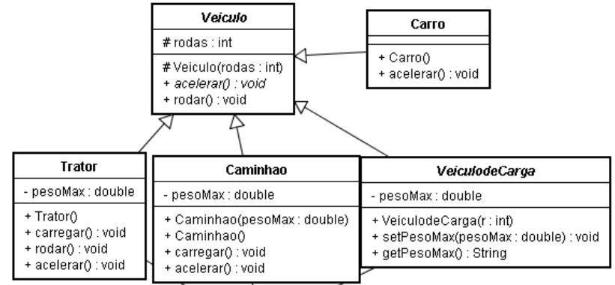 Veiculo
# rodas : int
# Veiculo(rodas : int)
+ acelerar() : void
+ rodar() : void
Carro
+ Carro()
+ acelerar() : void
Trator
- pesoMax : double
+ Trator()
+ carregar() : void
+ rodar() : void
+ acelerar() : void
Caminhao
- pesoMax : double
+ Caminhao(pesoMax : double)
+ Caminhao()
+ carregar() : void
+ acelerar() : void
VeiculodeCarga
- pesoMax : double
+ VeiculodeCarga(r : int)
+ setPesoMax(pesoMax : double) : void
+ getPesoMax() : String